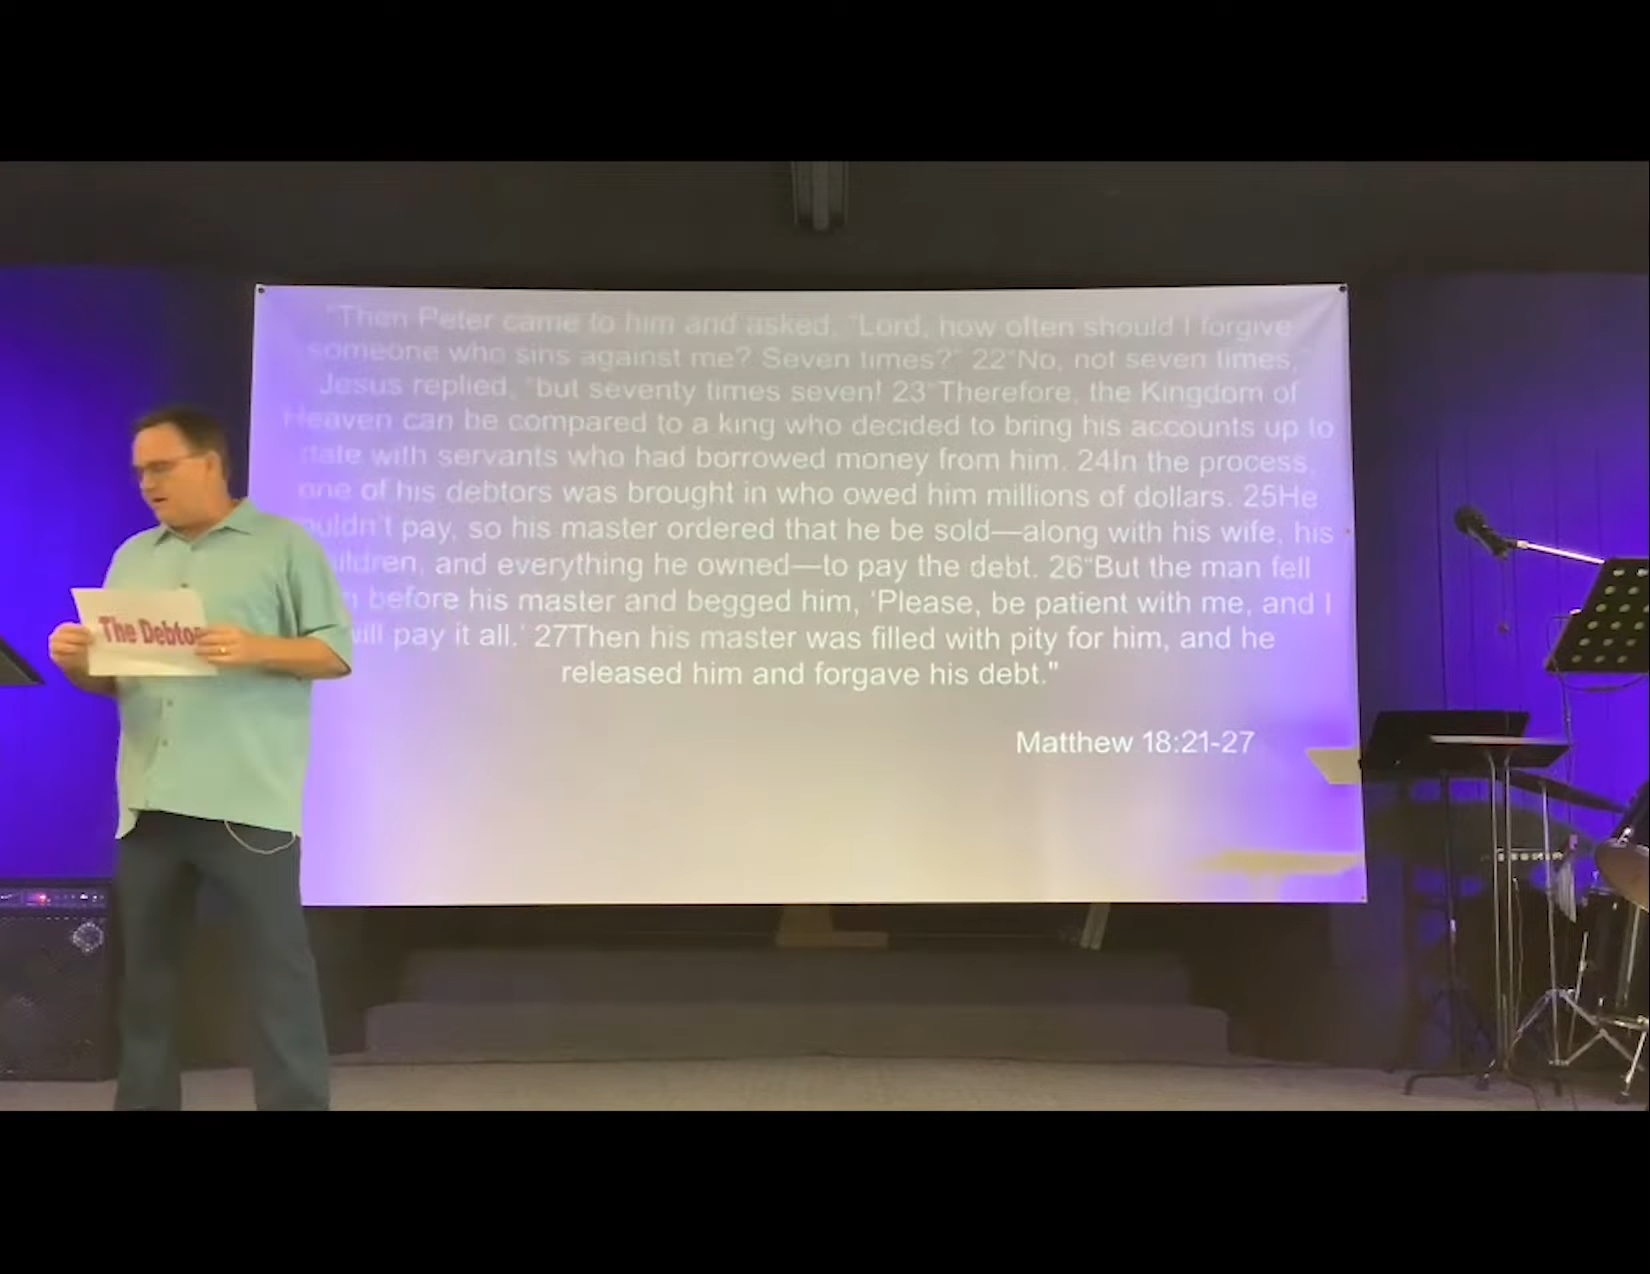 "Then Peter came to him and asked, "Lord, how often should I forgive
someone who sins against me? Seven times?" 22"No, not seven times,"
Jesus replied, "but seventy times seven! 23"Therefore, the Kingdom of
Heaven can be compared to a king who decided to bring his accounts up to
date with servants who had borrowed money from him. 24In the process,
one of his debtors was brought in who owed him millions of dollars. 25He
pay, so his master ordered that he be sold—along with his wife, his
and everything he owned—to pay the debt. 26"But the man fell
before his master and begged him, 'Please, be patient with me, and I
will pay it all.' 27Then his master was filled with pity for him, and he
released him and forgave his debt."
Matthew 18:21-27
The Debtor